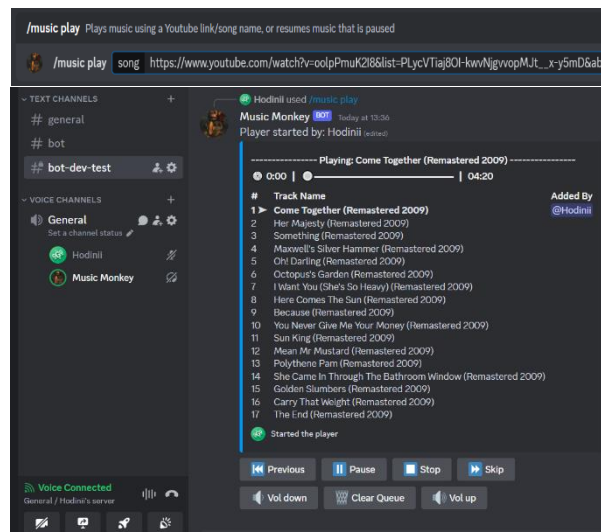 /music play Plays music using a Youtube link/song name, or resumes music that is paused
/music play song https://www.youtube.com/watch?v=oolpPmuK2I8&list=PLycVTiaj8OI-kwvNjgvvopMJt__x-y5mD&ab
TEXT CHANNELS
# general
# bot
# bot-dev-test
VOICE CHANNELS
General
Set a channel status
Hodinii
Music Monkey
Voice Connected
General / Hodini's server
Hodinii used /music play
Music Monkey BOT Today at 13:36
Player started by: Hodinii (edited)
---------------- Playing: Come Together (Remastered 2009) ----------------
0:00 | | 04:20
# Track Name Added By
1 ➤ Come Together (Remastered 2009) @Hodinii
2 Her Majesty (Remastered 2009)
3 Something (Remastered 2009)
4 Maxwell's Silver Hammer (Remastered 2009)
5 Oh! Darling (Remastered 2009)
6 Octopus's Garden (Remastered 2009)
7 I Want You (She's So Heavy) (Remastered 2009)
8 Here Comes The Sun (Remastered 2009)
9 Because (Remastered 2009)
10 You Never Give Me Your Money (Remastered 2009)
11 Sun King (Remastered 2009)
12 Mean Mr Mustard (Remastered 2009)
13 Polythene Pam (Remastered 2009)
14 She Came In Through The Bathroom Window (Remastered 2009)
15 Golden Slumbers (Remastered 2009)
16 Carry That Weight (Remastered 2009)
17 The End (Remastered 2009)
Started the player
Previous Pause Stop Skip
Vol down Clear Queue Vol up